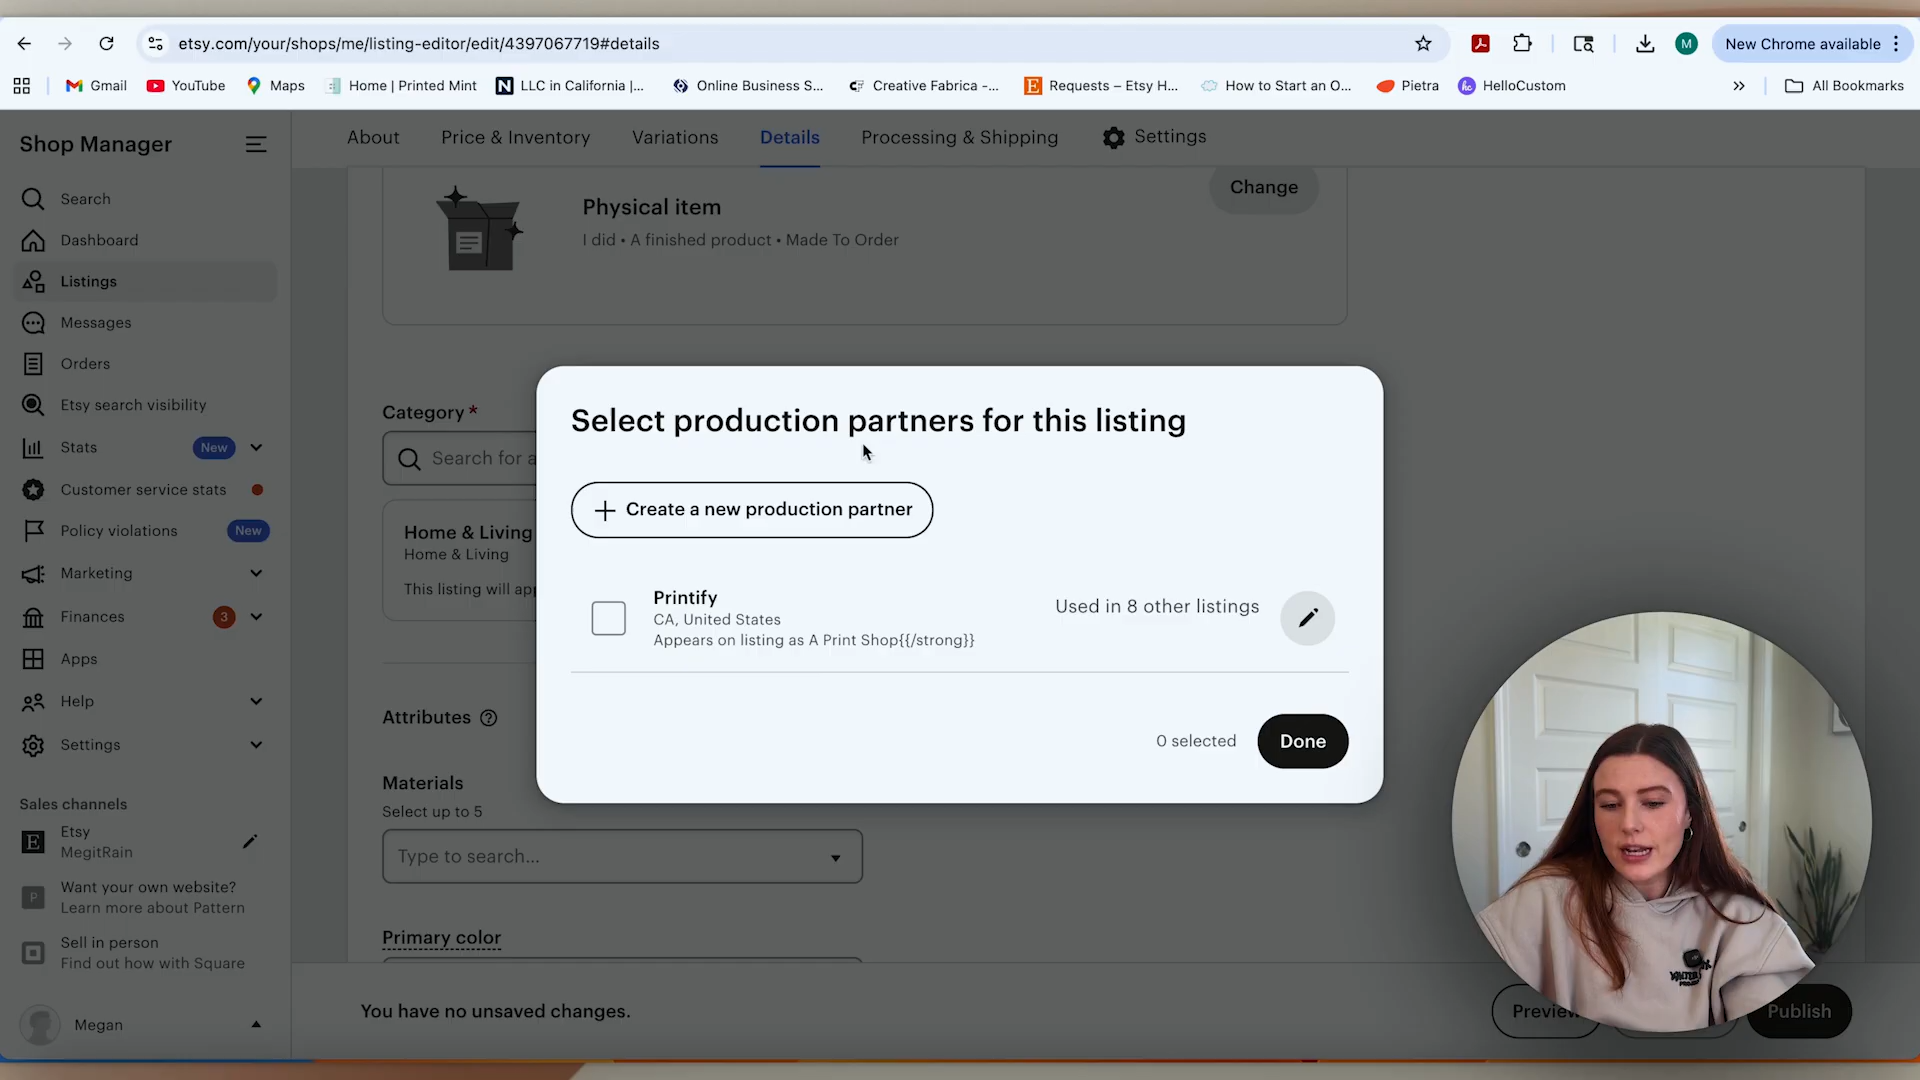 etsy.com/your/shops/me/listing-editor/edit/4397067719#details
M
New Chrome available
Gmail
YouTube
Maps
Home | Printed Mint
LLC in California |...
Online Business S...
Creative Fabrica -...
Requests – Etsy H...
How to Start an O...
Pietra
HelloCustom
All Bookmarks
Shop Manager
About
Price & Inventory
Variations
Details
Processing & Shipping
Settings
Search
Dashboard
Listings
Messages
Orders
Etsy search visibility
Stats
New
Customer service stats
Policy violations
New
Marketing
Finances
3
Apps
Help
Settings
Sales channels
E
Etsy
MegitRain
P
Want your own website?
Learn more about Pattern
Sell in person
Find out how with Square
Megan
Physical item
I did • A finished product • Made To Order
Change
Category *
Search for a
Home & Living
Home & Living
This listing will ap
Attributes
Materials
Select up to 5
Type to search...
Primary color
Select production partners for this listing
Create a new production partner
Printify
CA, United States
Appears on listing as A Print Shop{{/strong}}
Used in 8 other listings
0 selected
Done
You have no unsaved changes.
Preview
Publish